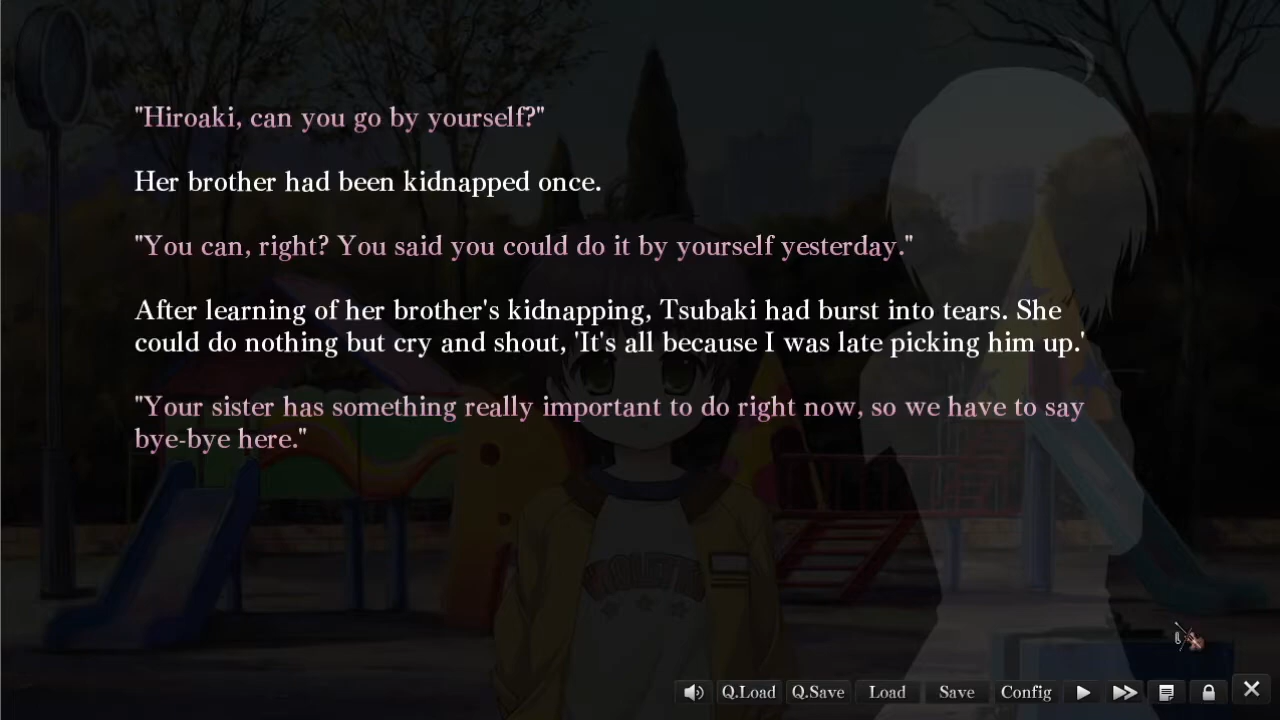 "Hiroaki, can you go by yourself?"
Her brother had been kidnapped once.
"You can, right? You said you could do it by yourself yesterday."
After learning of her brother's kidnapping, Tsubaki had burst into tears. She
could do nothing but cry and shout, 'It's all because I was late picking him up.'
"Your sister has something really important to do right now, so we have to say
bye-bye here."
Q.Load Q.Save Load Save Config